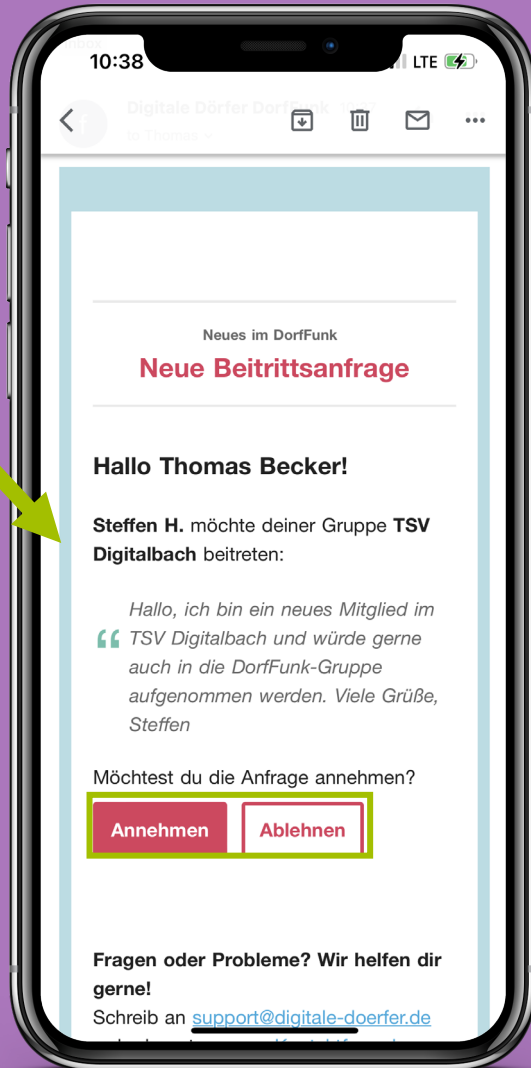 10:38
LTE
Digitale Dörfer DorfFunk
to Thomas
Neues im DorfFunk
Neue Beitrittsanfrage
Hallo Thomas Becker!
Steffen H. möchte deiner Gruppe TSV
Digitalbach beitreten:
“ Hallo, ich bin ein neues Mitglied im
TSV Digitalbach und würde gerne
auch in die DorfFunk-Gruppe
aufgenommen werden. Viele Grüße,
Steffen
Möchtest du die Anfrage annehmen?
Annehmen Ablehnen
Fragen oder Probleme? Wir helfen dir
gerne!
Schreib an support@digitale-doerfer.de